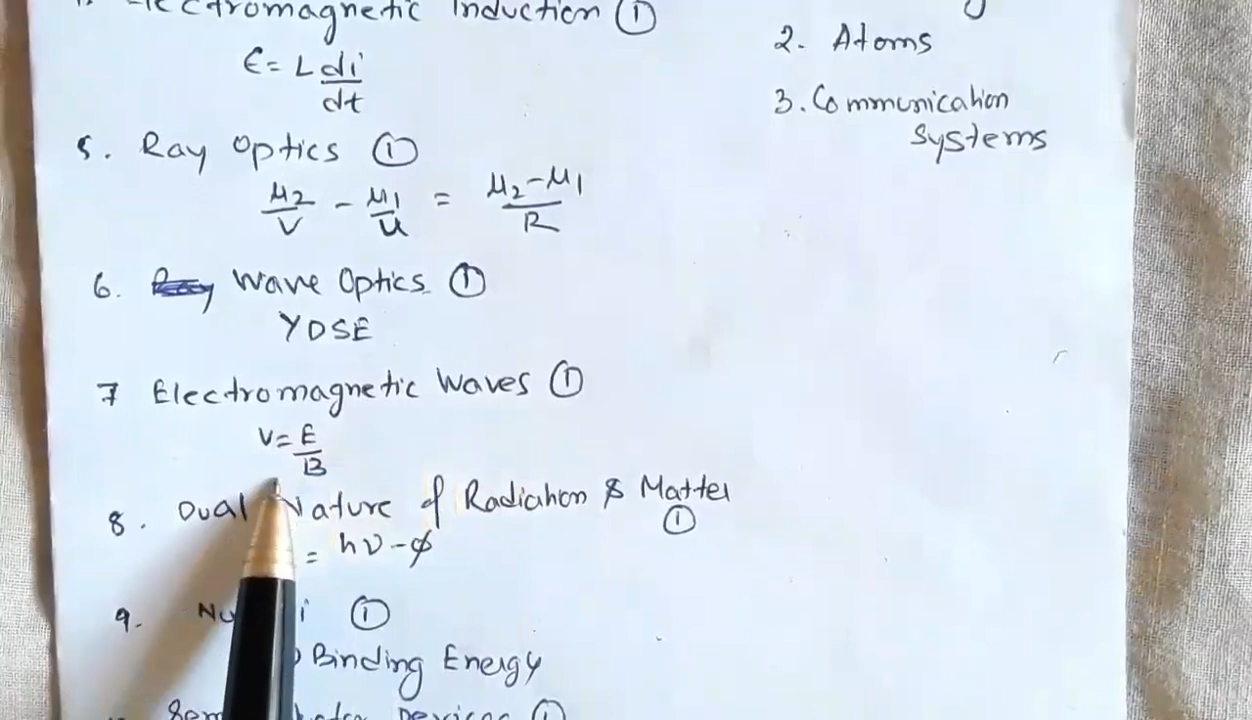 Electromagnetic Induction ①
ε = L di/dt
5. Ray Optics ①
μ2/v - μ1/u = μ2-μ1/R
6. Wave Optics ①
YDSE
7 Electromagnetic Waves ①
V = E/B
8. Dual Nature of Radiation & Matter
①
= hν - φ
9. ①
Binding Energy
Devices ①
2. Atoms
3. Communication
Systems